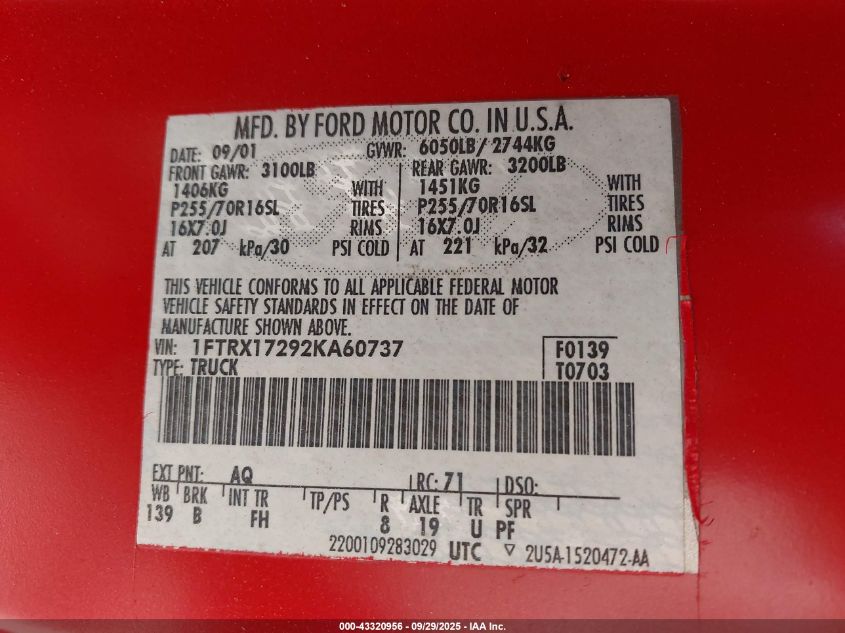 MFD. BY FORD MOTOR CO. IN U.S.A.
DATE: 09/01 GVWR: 6050LB/ 2744KG
FRONT GAWR: 3100LB REAR GAWR: 3200LB
1406KG WITH 1451KG WITH
P255/70R16SL TIRES P255/70R16SL TIRES
16X7.0J RIMS 16X7.0J RIMS
AT 207 kPa/30 PSI COLD AT 221 kPa/32 PSI COLD
THIS VEHICLE CONFORMS TO ALL APPLICABLE FEDERAL MOTOR
VEHICLE SAFETY STANDARDS IN EFFECT ON THE DATE OF
MANUFACTURE SHOWN ABOVE.
VIN: 1FTRX17292KA60737 F0139
TYPE: TRUCK T0703
EXT PNT: AQ RC: 71 DSO:
WB BRK INT TR TP/PS R AXLE TR SPR
139 B FH 8 19 U PF
2200109283029 UTC ▽ 2U5A-1520472-AA
000-43320956 - 09/29/2025 - IAA Inc.